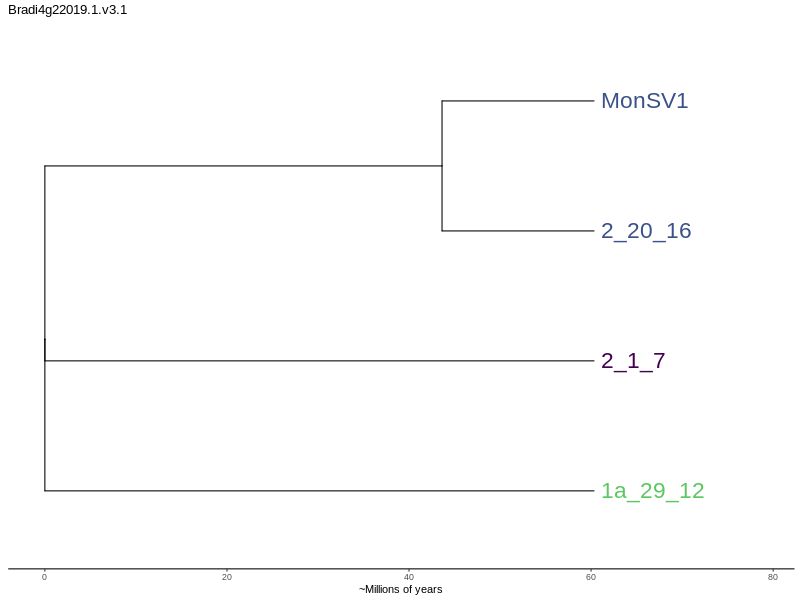 Bradi4g22019.1.v3.1
MonSV1
2_20_16
2_1_7
1a_29_12
0 20 40 60 80
~Millions of years